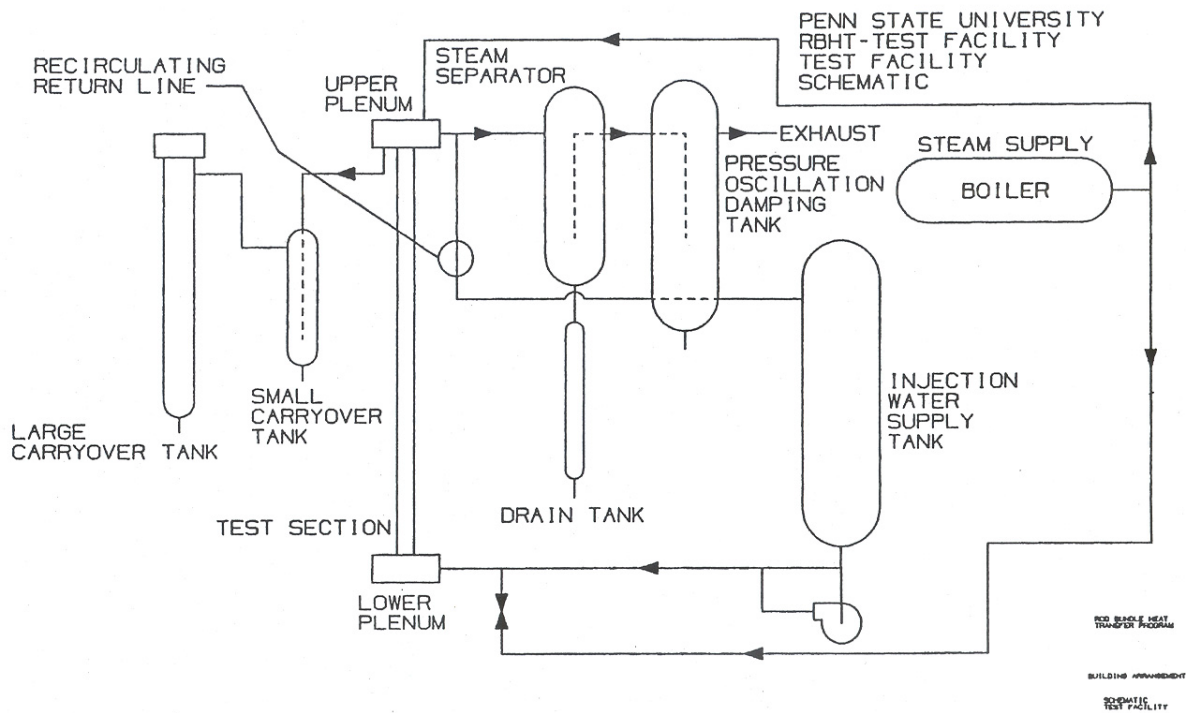 PENN STATE UNIVERSITY
RBHT-TEST FACILITY
TEST FACILITY
SCHEMATIC
STEAM
SEPARATOR
RECIRCULATING
RETURN LINE
UPPER
PLENUM
EXHAUST
STEAM SUPPLY
BOILER
PRESSURE
OSCILLATION
DAMPING
TANK
INJECTION
WATER
SUPPLY
TANK
SMALL
CARRYOVER
TANK
LARGE
CARRYOVER TANK
DRAIN TANK
TEST SECTION
LOWER
PLENUM
ROD BUNDLE HEAT
TRANSFER PROGRAM
BUILDING ARRANGEMENT
SCHEMATIC
TEST FACILITY